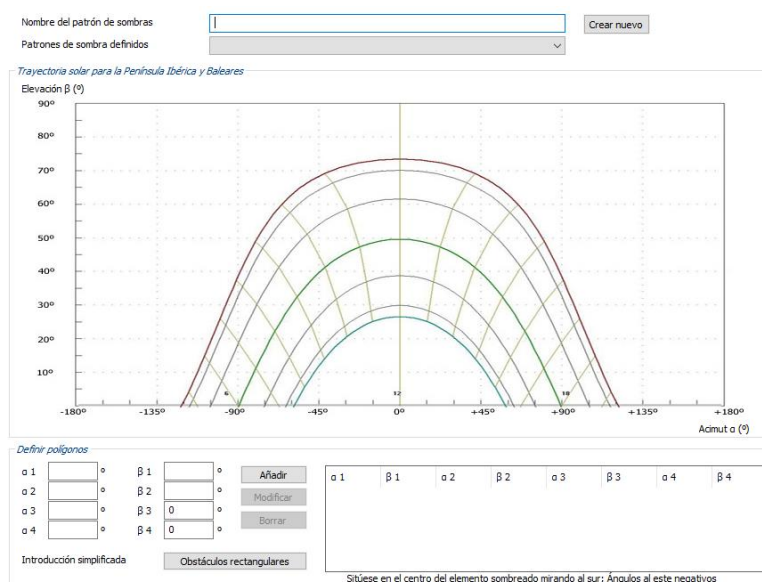 Nombre del patrón de sombras
Crear nuevo
Patrones de sombra definidos
Trayectoria solar para la Península Ibérica y Baleares
Elevación β (º)
90º
80º
70º
60º
50º
40º
30º
20º
10º
6 12 18
-180º -135º -90º -45º 0º +45º +90º +135º +180º
Acimut α (º)
Definir polígonos
α 1 º β 1 º Añadir
α 2 º β 2 º Modificar
α 3 º β 3 0 º Borrar
α 4 º β 4 0 º
α 1 β 1 α 2 β 2 α 3 β 3 α 4 β 4
Introducción simplificada Obstáculos rectangulares
Sitúese en el centro del elemento sombreado mirando al sur: Ángulos al este negativos